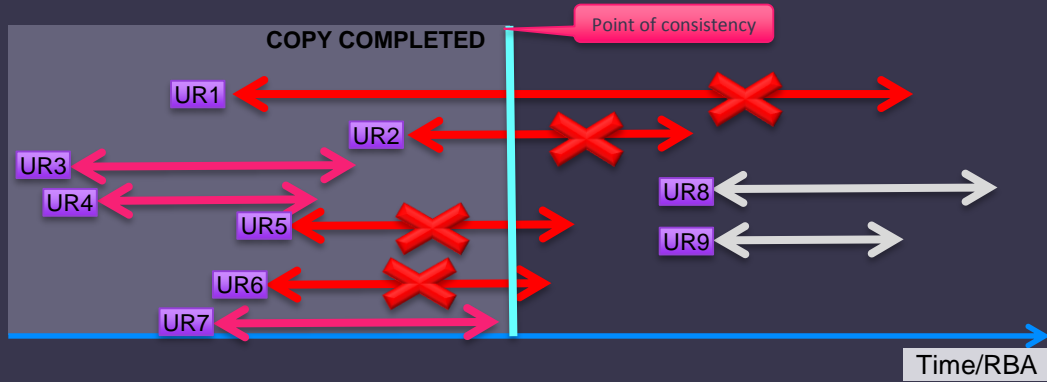 Point of consistency
COPY COMPLETED
UR1
UR2
UR3
UR4
UR8
UR5
UR9
UR6
UR7
Time/RBA